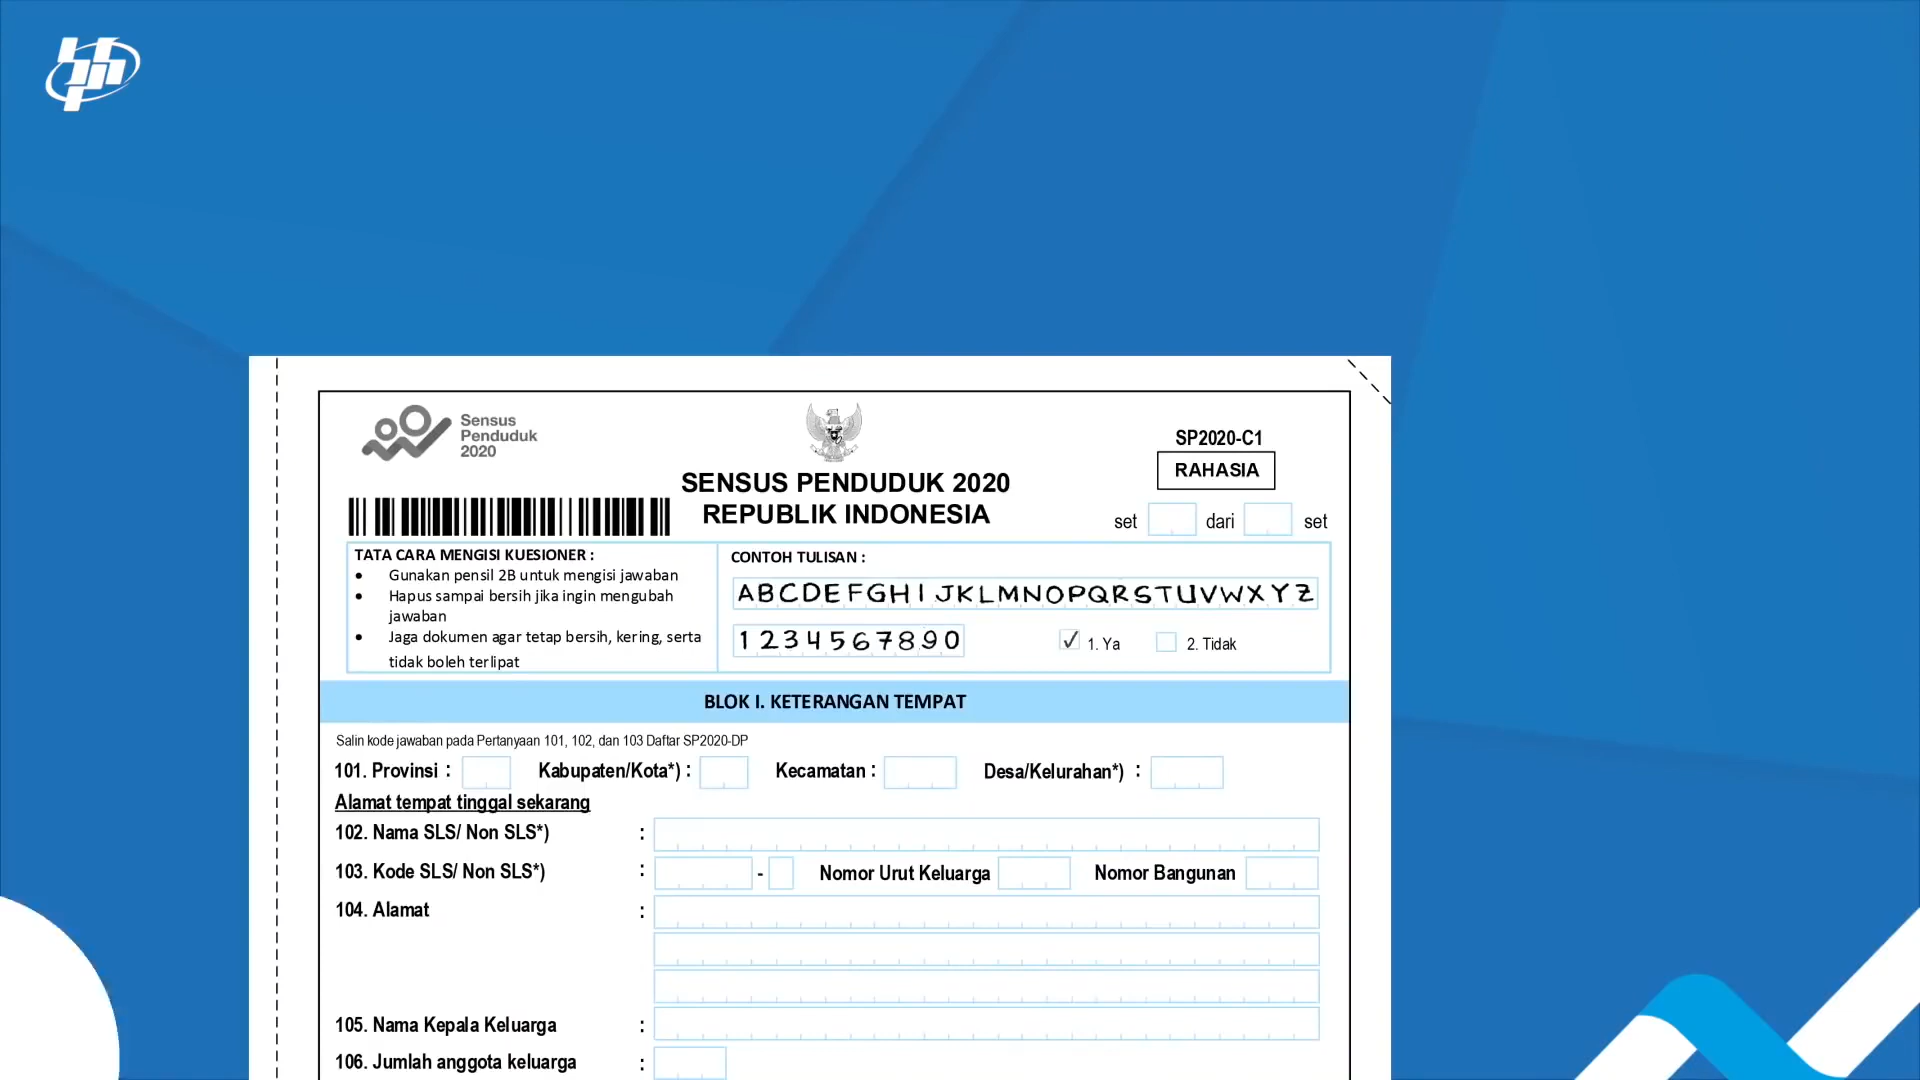 Sensus
Penduduk
2020
SENSUS PENDUDUK 2020
REPUBLIK INDONESIA
SP2020-C1
RAHASIA
set dari set
TATA CARA MENGISI KUESIONER :
• Gunakan pensil 2B untuk mengisi jawaban
• Hapus sampai bersih jika ingin mengubah
jawaban
• Jaga dokumen agar tetap bersih, kering, serta
tidak boleh terlipat
CONTOH TULISAN :
ABCDEFGHIJKLMNOPQRSTUVWXYZ
1234567890 ✓ 1. Ya 2. Tidak
BLOK I. KETERANGAN TEMPAT
Salin kode jawaban pada Pertanyaan 101, 102, dan 103 Daftar SP2020-DP
101. Provinsi : Kabupaten/Kota*) : Kecamatan : Desa/Kelurahan*) :
Alamat tempat tinggal sekarang
102. Nama SLS/ Non SLS*) :
103. Kode SLS/ Non SLS*) : - Nomor Urut Keluarga Nomor Bangunan
104. Alamat :
105. Nama Kepala Keluarga :
106. Jumlah anggota keluarga :